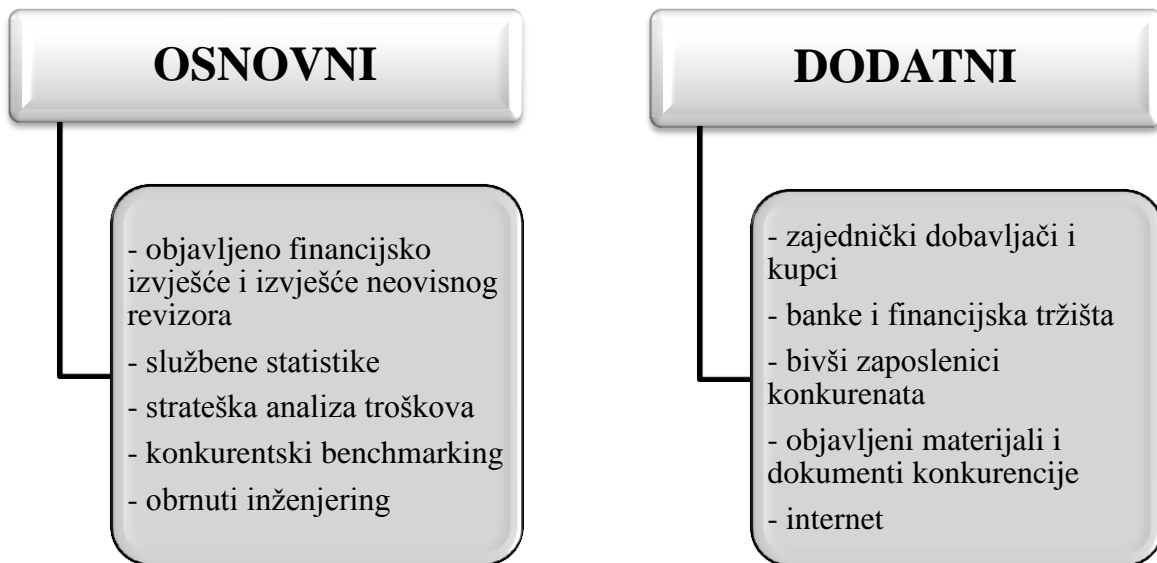 OSNOVNI
- objavljeno financijsko
izvješće i izvješće neovisnog
revizora
- službene statistike
- strateška analiza troškova
- konkurentski benchmarking
- obrnuti inženjering
DODATNI
- zajednički dobavljači i
kupci
- banke i financijska tržišta
- bivši zaposlenici
konkurenata
- objavljeni materijali i
dokumenti konkurencije
- internet